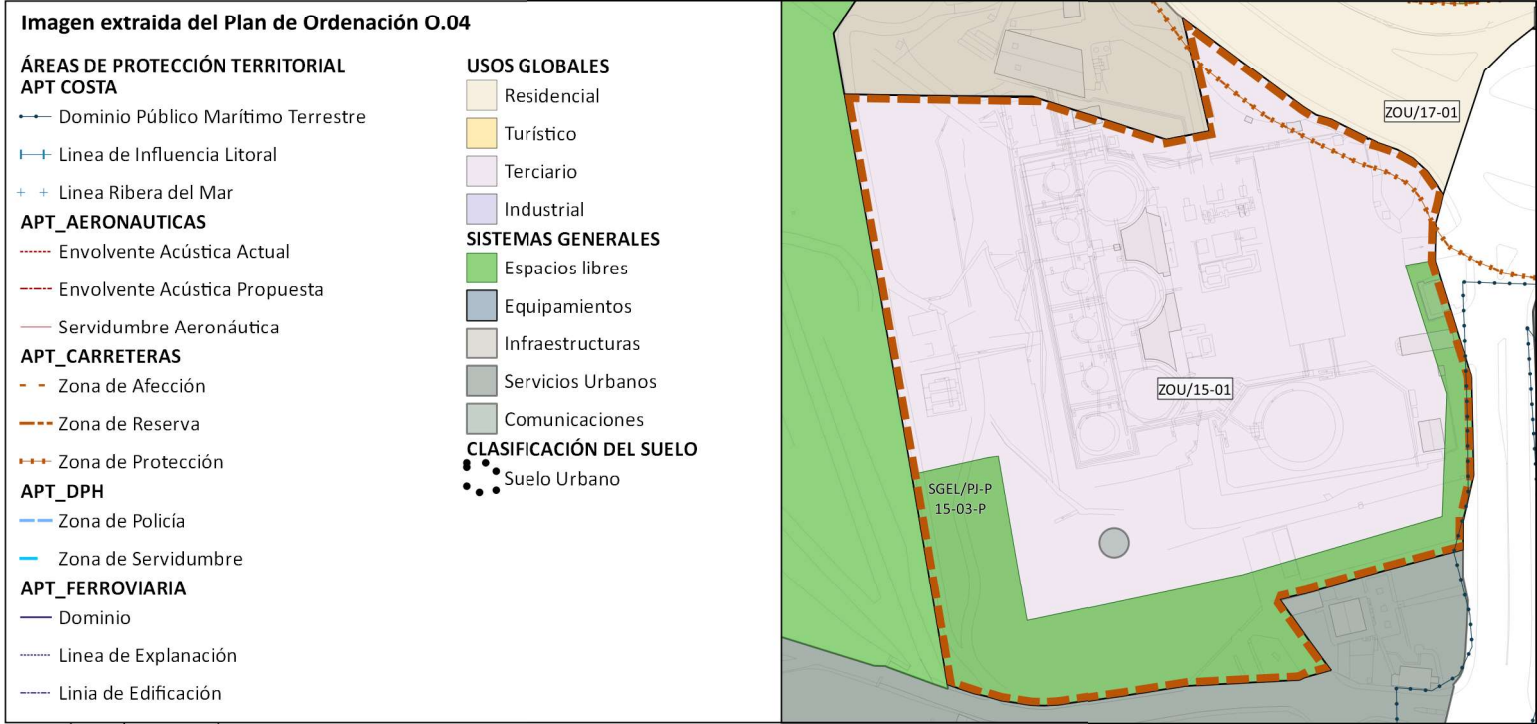 Imagen extraida del Plan de Ordenación O.04
ÁREAS DE PROTECCIÓN TERRITORIAL
APT COSTA
Dominio Público Marítimo Terrestre
Linea de Influencia Litoral
Linea Ribera del Mar
APT_AERONAUTICAS
Envolvente Acústica Actual
Envolvente Acústica Propuesta
Servidumbre Aeronáutica
APT_CARRETERAS
Zona de Afección
Zona de Reserva
Zona de Protección
APT_DPH
Zona de Policía
Zona de Servidumbre
APT_FERROVIARIA
Dominio
Linea de Explanación
Linia de Edificación
USOS GLOBALES
Residencial
Turístico
Terciario
Industrial
SISTEMAS GENERALES
Espacios libres
Equipamientos
Infraestructuras
Servicios Urbanos
Comunicaciones
CLASIFICACIÓN DEL SUELO
Suelo Urbano
ZOU/17-01
ZOU/15-01
SGEL/PJ-P
15-03-P